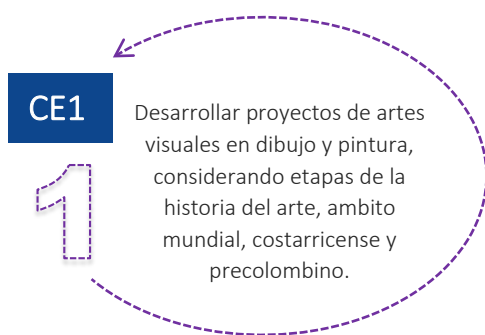 CE1
1
Desarrollar proyectos de artes
visuales en dibujo y pintura,
considerando etapas de la
historia del arte, ambito
mundial, costarricense y
precolombino.